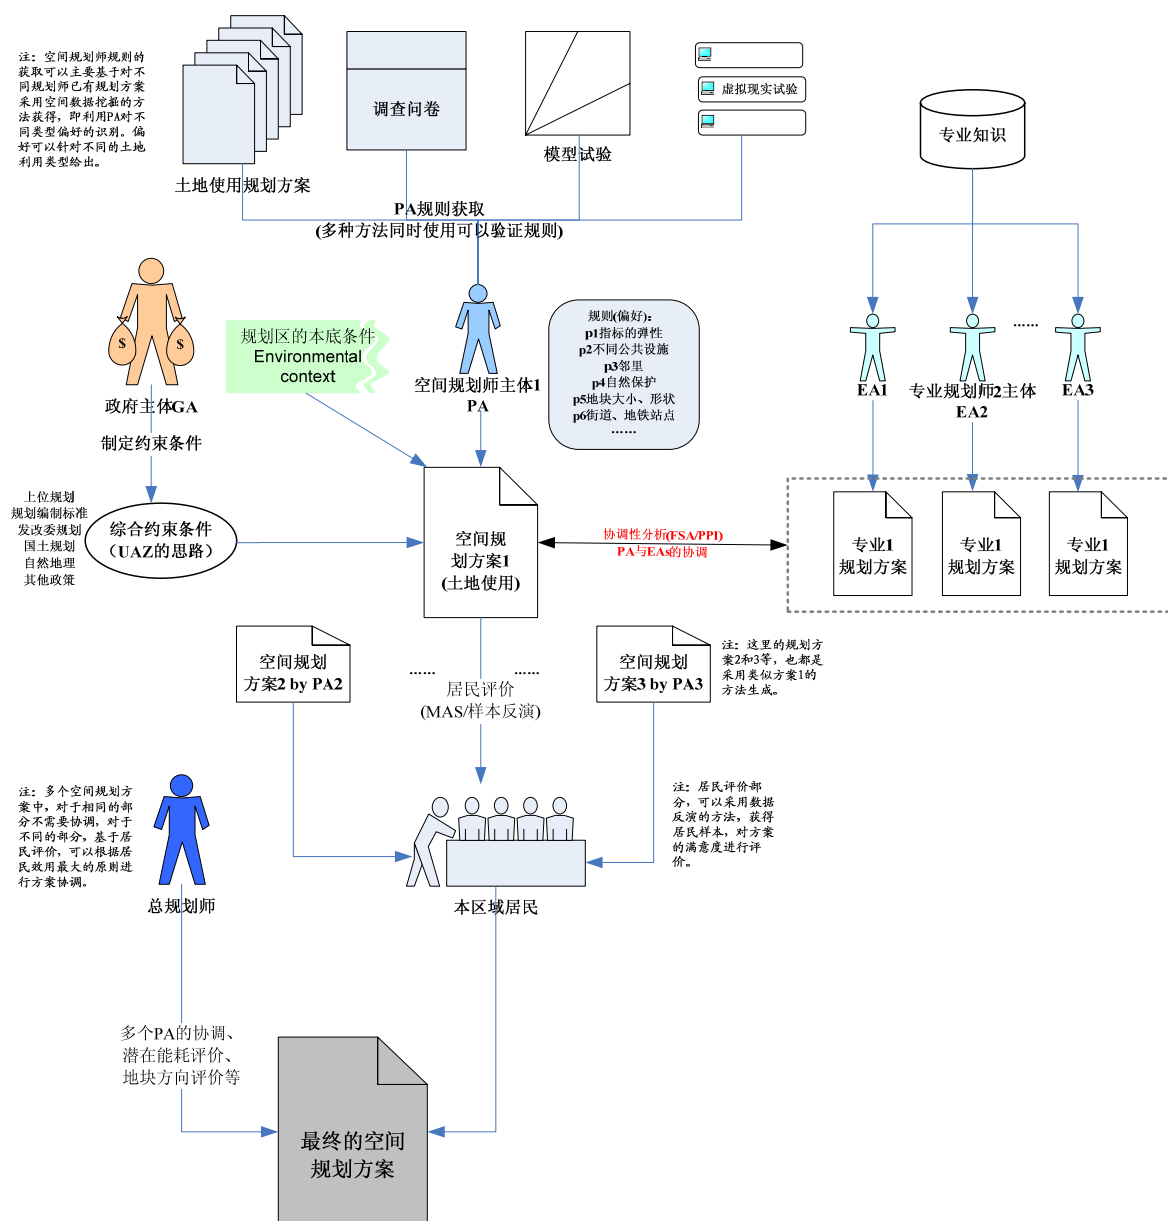 注：空间规划师规则的
获取可以主要基于对不
同规划师已有规划方案
采用空间数据挖掘的方
法获得，即利用PA对不
同类型偏好的识别。偏
好可以针对不同的土地
利用类型给出。
土地使用规划方案
调查问卷
模型试验
虚拟现实试验
专业知识
PA规则获取
(多种方法同时使用可以验证规则)
$
$
政府主体GA
规划区的本底条件
Environmental
context
空间规划师主体1
PA
规则(偏好)：
p1指标的弹性
p2不同公共设施
p3邻里
p4自然保护
p5地块大小、形状
p6街道、地铁站点
……
EA1
专业规划师2主体
EA2
……
EA3
制定约束条件
上位规划
规划编制标准
发改委规划
国土规划
自然地理
其他政策
综合约束条件
（UAZ的思路）
空间规
划方案1
(土地使用)
协调性分析(FSA/PPI)
PA与EAs的协调
专业1
规划方案
专业1
规划方案
专业1
规划方案
空间规划
方案2 by PA2
……
……
居民评价
(MAS/样本反演)
空间规划
方案3 by PA3
注：这里的规划方
案2和3等，也都是
采用类似方案1的
方法生成。
注：多个空间规划方
案中，对于相同的部
分不需要协调，对于
不同的部分，基于居
民评价，可以根据居
民效用最大的原则进
行方案协调。
总规划师
本区域居民
注：居民评价部
分，可以采用数据
反演的方法，获得
居民样本，对方案
的满意度进行评
价。
多个PA的协调、
潜在能耗评价、
地块方向评价等
最终的空间
规划方案